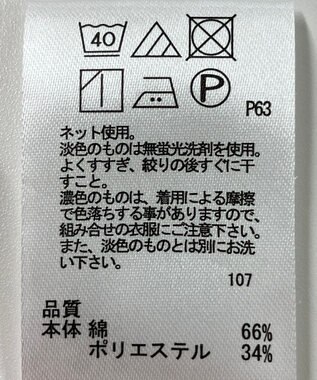 40
P
P63
ネット使用。
淡色のものは無蛍光洗剤を使用。
よくすすぎ、絞りの後すぐに干
すこと。
濃色のものは、着用による摩擦
で色落ちする事がありますので、
組み合せの衣服にご注意下さい。
また、淡色のものとは別にお洗
い下さい。
107
品質
本体 綿 66%
ポリエステル 34%